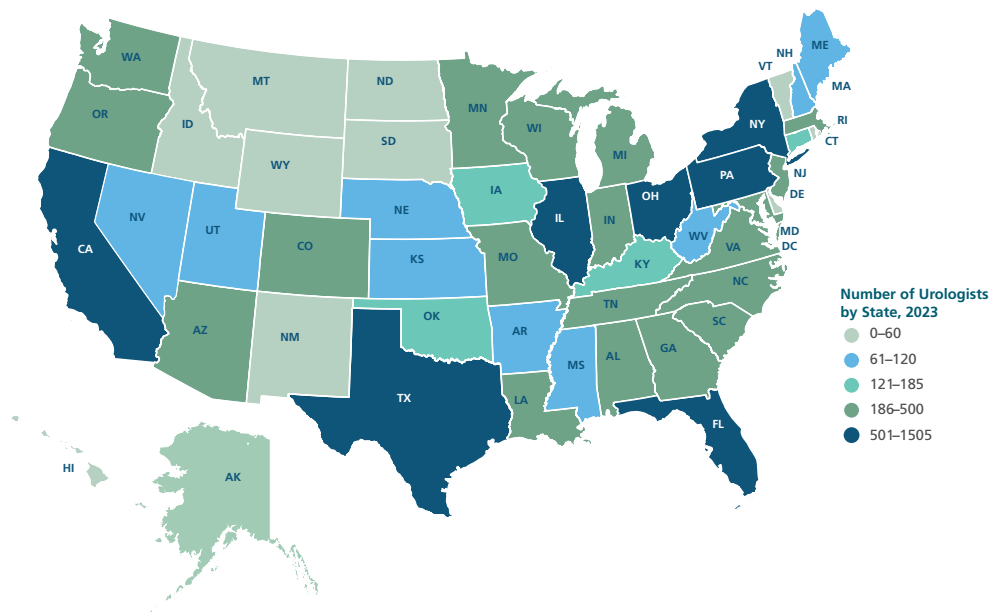 ME
NH
VT
WA
MT
ND
MA
MN
OR
RI
ID
NY
WI
SD
CT
MI
WY
NJ
PA
IA
DE
OH
NE
NV
IL
IN
UT
MD
WV
DC
CO
VA
CA
KS
MO
KY
NC
Number of Urologists
by State, 2023
TN
OK
SC
0–60
AZ
AR
NM
GA
AL
61–120
MS
121–185
TX
LA
186–500
FL
501–1505
HI
AK